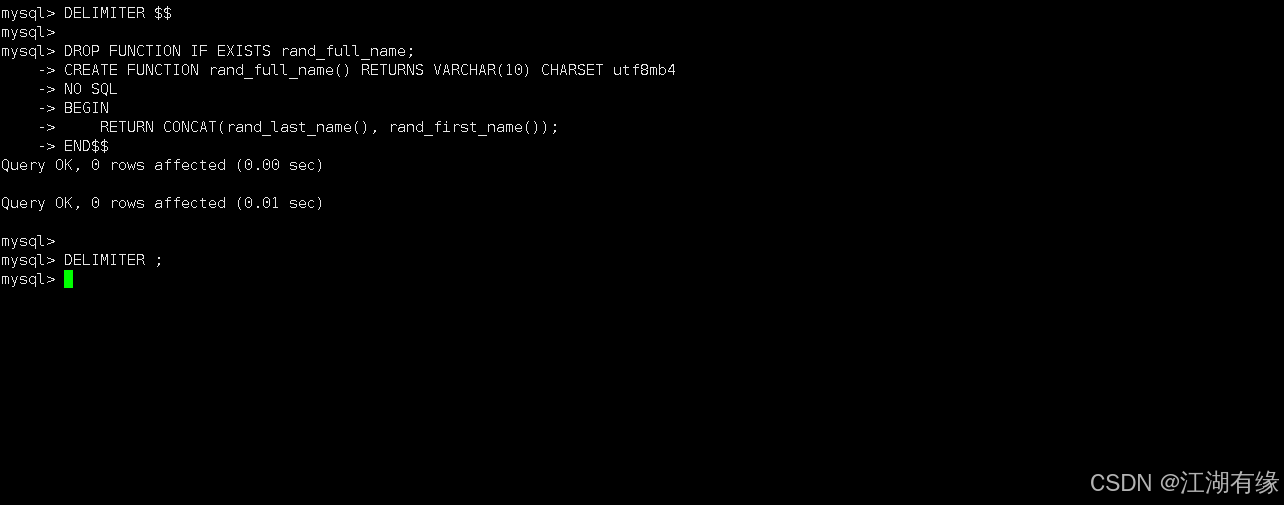 mysql> DELIMITER $$
mysql>
mysql> DROP FUNCTION IF EXISTS rand_full_name;
    -> CREATE FUNCTION rand_full_name() RETURNS VARCHAR(10) CHARSET utf8mb4
    -> NO SQL
    -> BEGIN
    ->     RETURN CONCAT(rand_last_name(), rand_first_name());
    -> END$$
Query OK, 0 rows affected (0.00 sec)

Query OK, 0 rows affected (0.01 sec)

mysql>
mysql> DELIMITER ;
mysql>
CSDN @江湖有缘